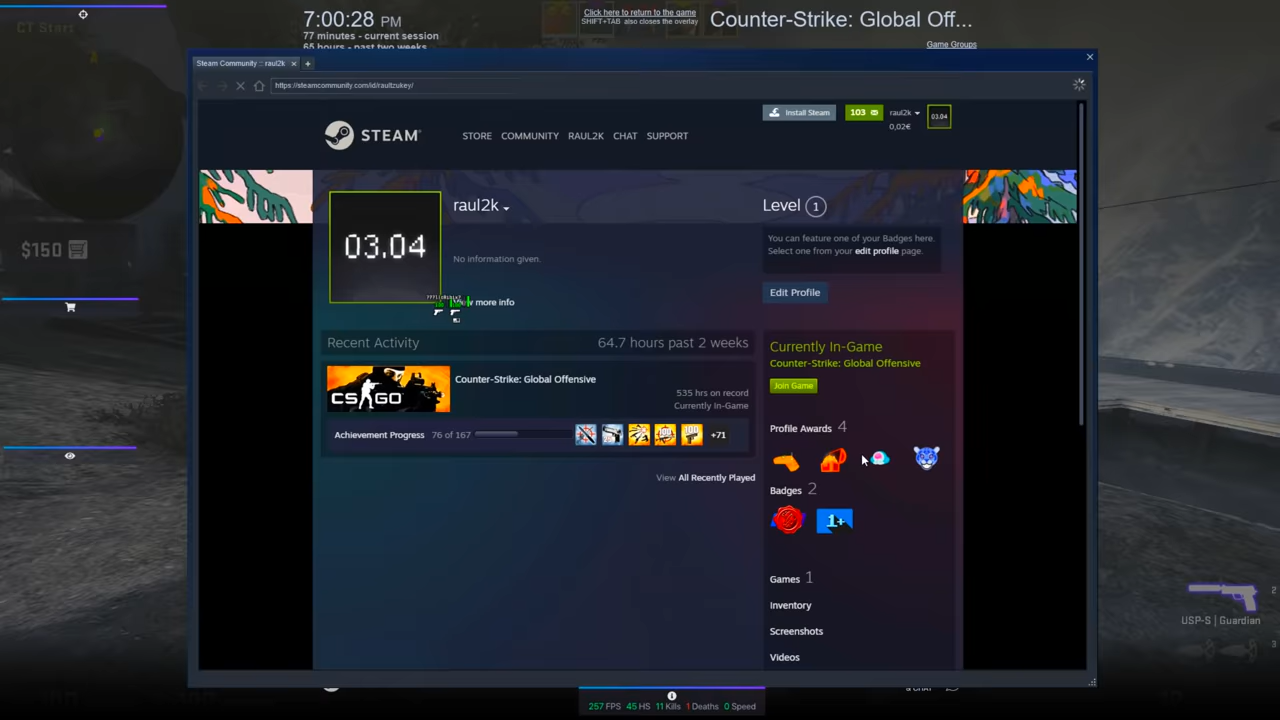 CT Start
7:00:28 PM
77 minutes - current session
65 hours - past two weeks
Click here to return to the game
SHIFT+TAB also closes the overlay
Counter-Strike: Global Off...
Game Groups
Steam Community :: raul2k
https://steamcommunity.com/id/raultzukey/
Install Steam
103
raul2k
0,02€
03.04
STEAM
STORE COMMUNITY RAUL2K CHAT SUPPORT
03.04
raul2k
No information given.
more info
Level 1
You can feature one of your Badges here.
Select one from your edit profile page.
Edit Profile
$150
Recent Activity 64.7 hours past 2 weeks
CS GO
Counter-Strike: Global Offensive
535 hrs on record
Currently In-Game
Achievement Progress 76 of 167
100
100
+71
View All Recently Played
Currently In-Game
Counter-Strike: Global Offensive
Join Game
Profile Awards 4
Badges 2
1+
Games 1
Inventory
Screenshots
Videos
2
USP-S | Guardian
3
257 FPS 45 HS 11 Kills 1 Deaths 0 Speed